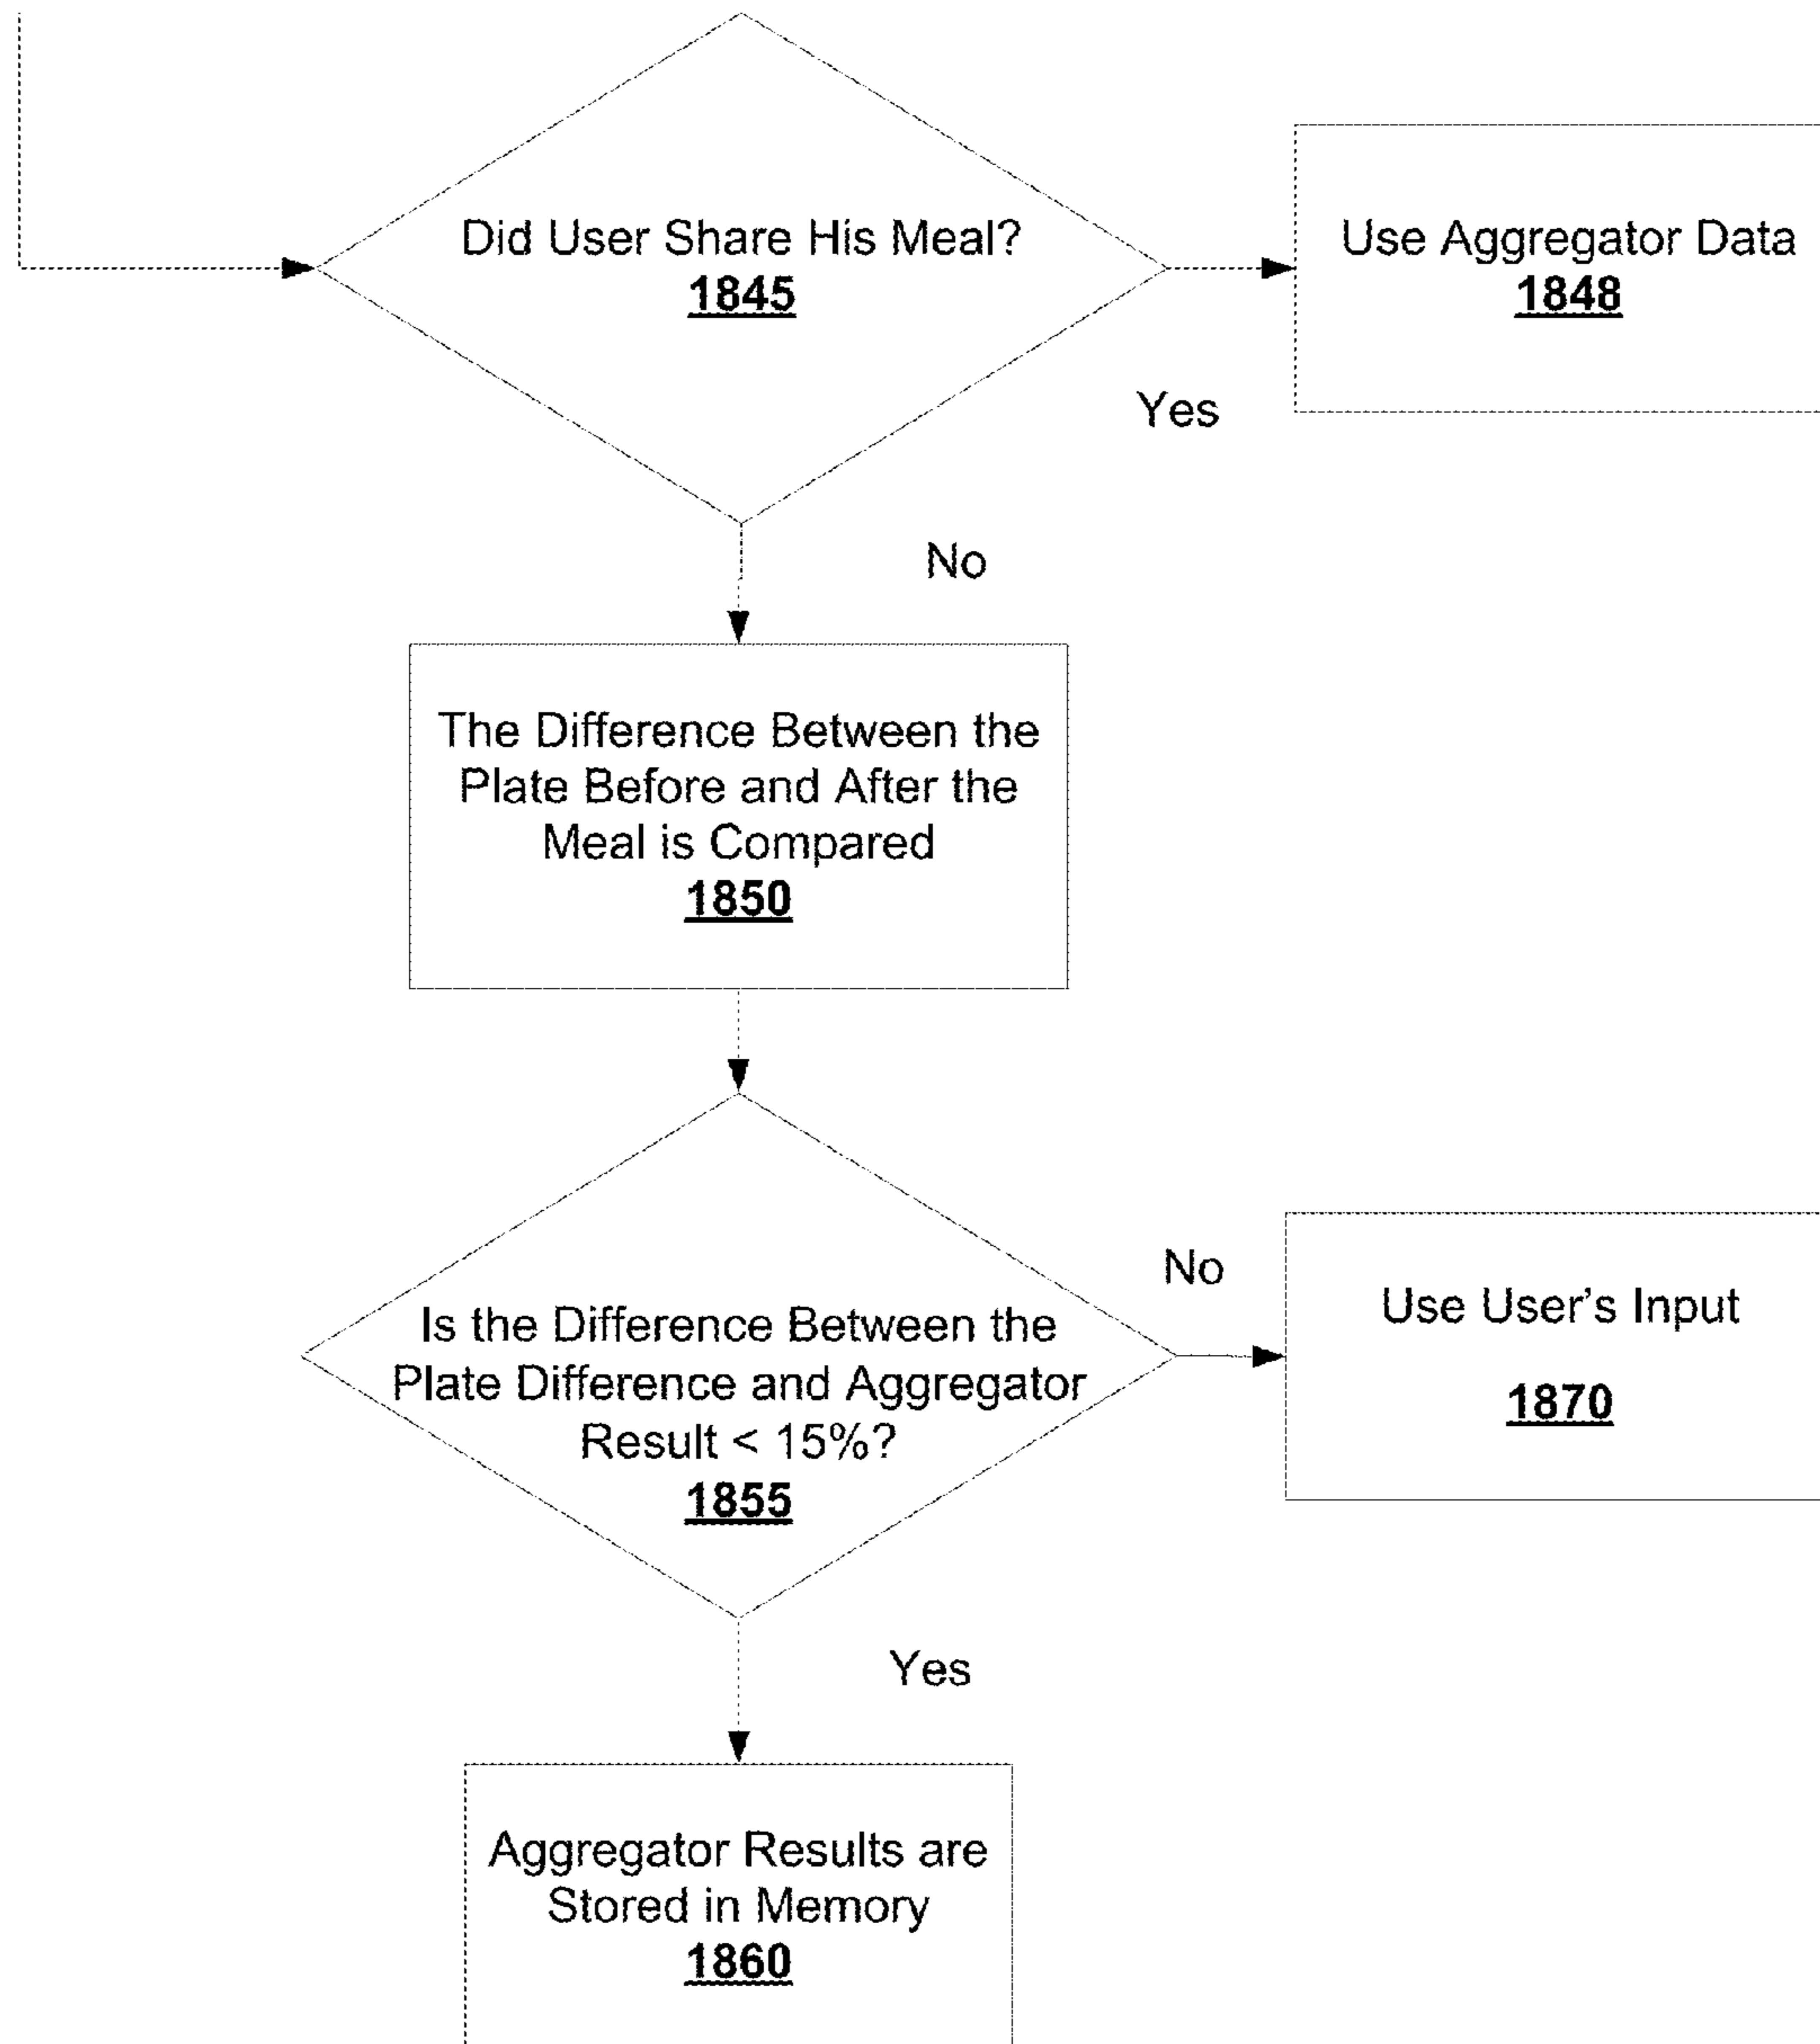 Did User Share His Meal?
1845
Use Aggregator Data
1848
Yes
No
The Difference Between the
Plate Before and After the
Meal is Compared
1850
No
Use User's Input
1870
Is the Difference Between the
Plate Difference and Aggregator
Result < 15%?
1855
Yes
Aggregator Results are
Stored in Memory
1860